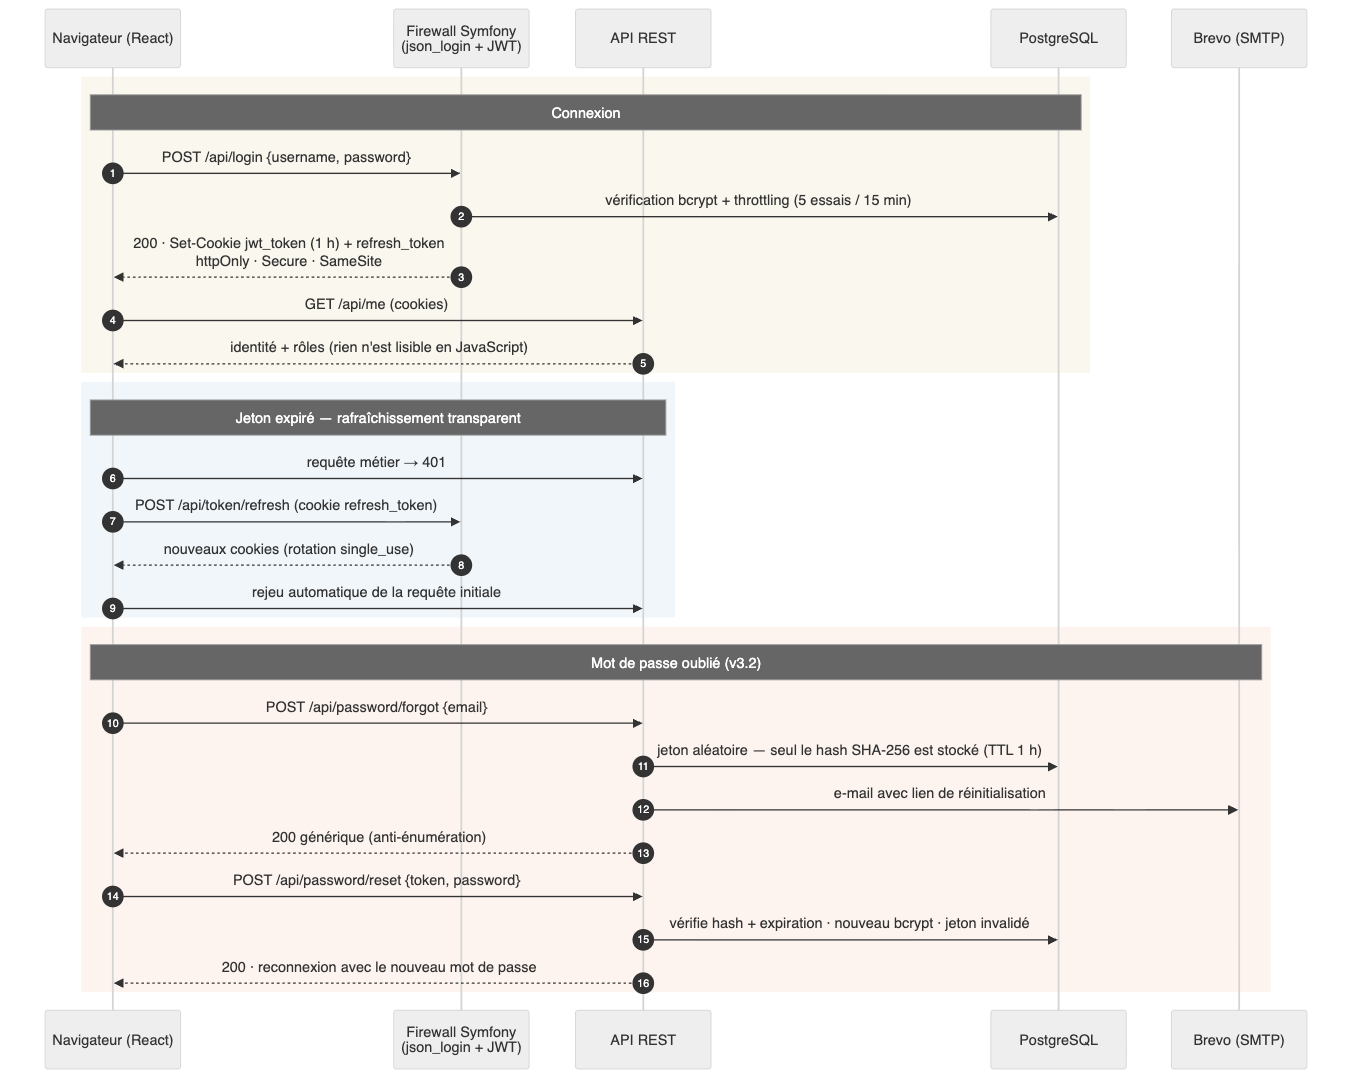 Navigateur (React)
Firewall Symfony
(json_login + JWT)
API REST
PostgreSQL
Brevo (SMTP)
Connexion
POST /api/login {username, password}
1
vérification bcrypt + throttling (5 essais / 15 min)
2
200 · Set-Cookie jwt_token (1 h) + refresh_token
httpOnly · Secure · SameSite
3
GET /api/me (cookies)
4
identité + rôles (rien n'est lisible en JavaScript)
5
Jeton expiré — rafraîchissement transparent
requête métier → 401
6
POST /api/token/refresh (cookie refresh_token)
7
nouveaux cookies (rotation single_use)
8
rejeu automatique de la requête initiale
9
Mot de passe oublié (v3.2)
POST /api/password/forgot {email}
10
jeton aléatoire — seul le hash SHA-256 est stocké (TTL 1 h)
11
e-mail avec lien de réinitialisation
12
200 générique (anti-énumération)
13
POST /api/password/reset {token, password}
14
vérifie hash + expiration · nouveau bcrypt · jeton invalidé
15
200 · reconnexion avec le nouveau mot de passe
16
Navigateur (React)
Firewall Symfony
(json_login + JWT)
API REST
PostgreSQL
Brevo (SMTP)